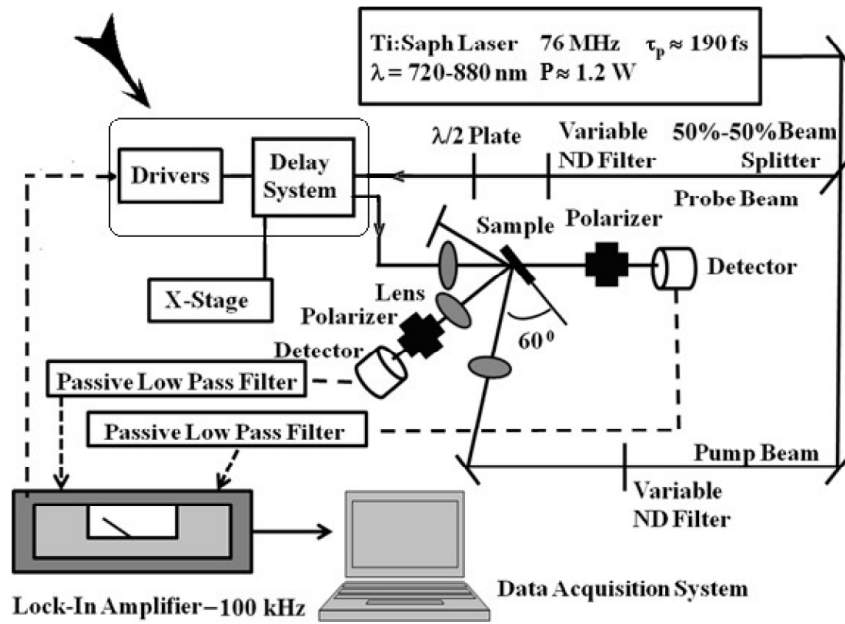 Ti:Saph Laser 76 MHz τp ≈ 190 fs
λ = 720-880 nm P ≈ 1.2 W
λ/2 Plate
Variable
ND Filter
50%-50%Beam
Splitter
Drivers
Delay
System
Probe Beam
Sample
Polarizer
Detector
X-Stage
Lens
Polarizer
Detector
60⁰
Passive Low Pass Filter
Passive Low Pass Filter
Pump Beam
Variable
ND Filter
Data Acquisition System
Lock-In Amplifier–100 kHz